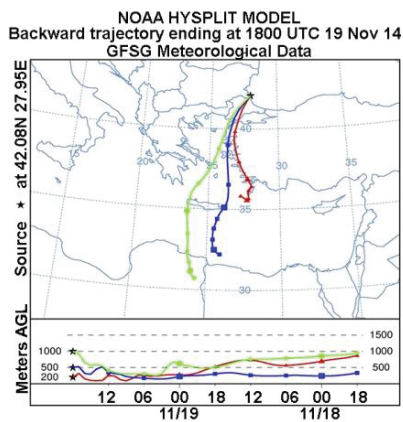 NOAA HYSPLIT MODEL
Backward trajectory ending at 1800 UTC 19 Nov 14
GFSG Meteorological Data
Source ★ at 42.08N 27.95E
15
20
25
30
35
40
35
30
Meters AGL
1500
1000
1000
500
500
200
200
12 06 00 18 12 06 00 18
11/19 11/18